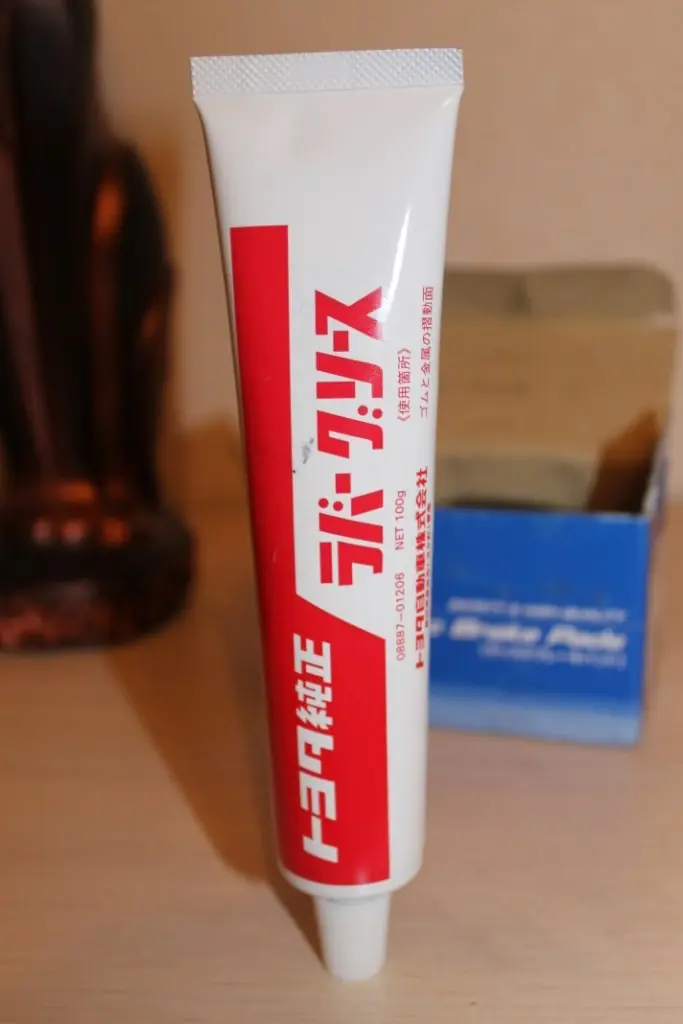 トヨタ純正
ラバーグリース
《使用箇所》
ゴムと金属の摺動面
08887-01206 NET 100g
トヨタ自動車株式会社
Brake Pads